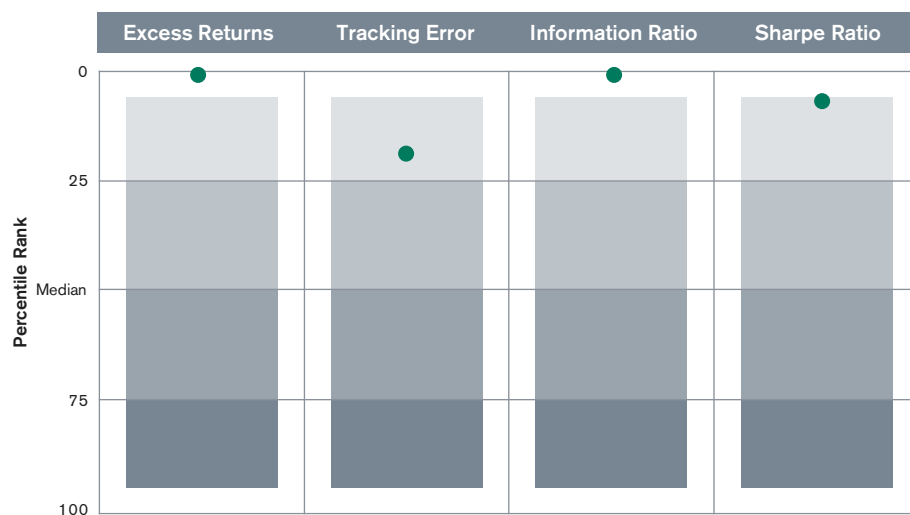 Excess Returns
Tracking Error
Information Ratio
Sharpe Ratio
Percentile Rank
0
25
Median
75
100